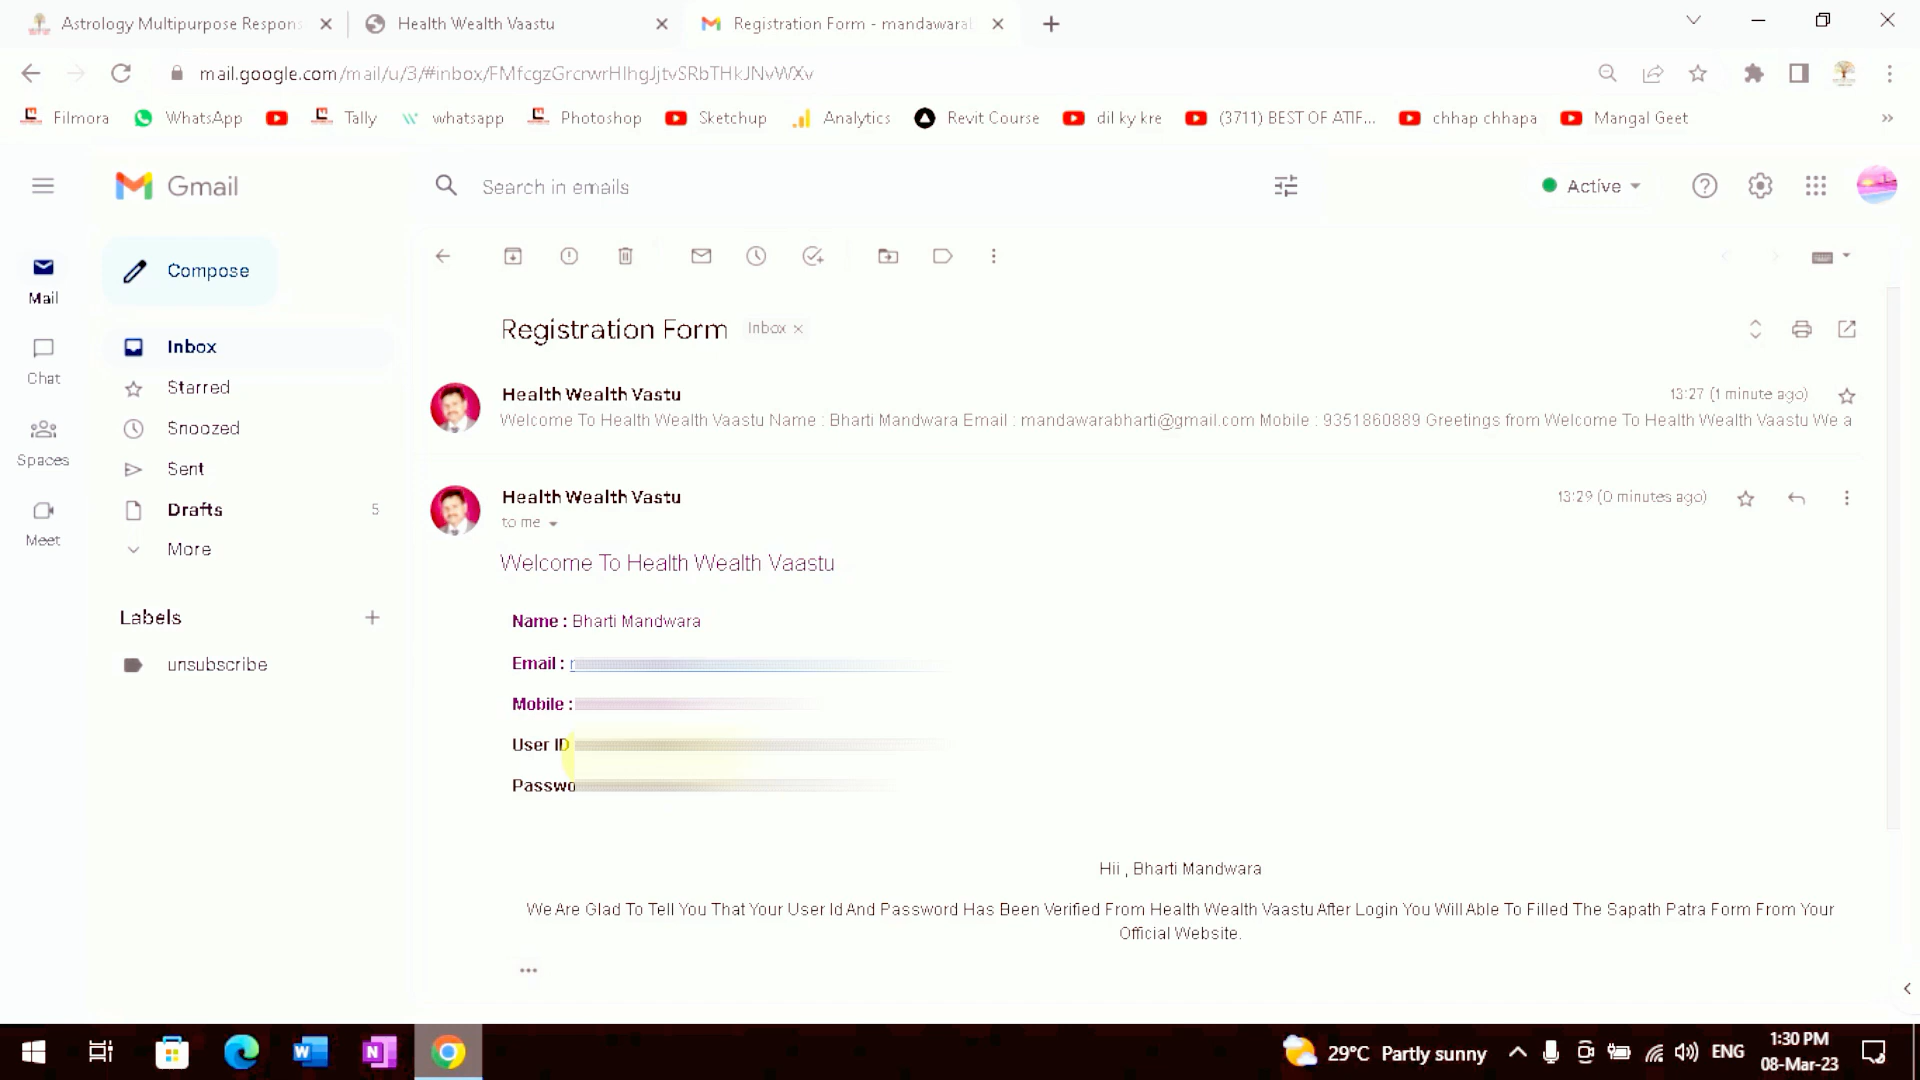 Astrology Multipurpose Respons
Health Wealth Vaastu
Registration Form - mandawaral
mail.google.com/mail/u/3/#inbox/FMfcgzGrcrwrHlhgJjtvSRbTHkJNvWXv
Filmora
WhatsApp
Tally
whatsapp
Photoshop
Sketchup
Analytics
Revit Course
dil ky kre
(3711) BEST OF ATIF...
chhap chhapa
Mangal Geet
Gmail
Search in emails
Active
Mail
Compose
Chat
Inbox
Starred
Snoozed
Spaces
Sent
Drafts 5
Meet
More
Labels
unsubscribe
Registration Form Inbox
Health Wealth Vastu 13:27 (1 minute ago)
Welcome To Health Wealth Vaastu Name : Bharti Mandwara Email : mandawarabharti@gmail.com Mobile : 9351860889 Greetings from Welcome To Health Wealth Vaastu We a
Health Wealth Vastu 13:29 (0 minutes ago)
to me
Welcome To Health Wealth Vaastu
Name : Bharti Mandwara
Email :
Mobile :
User ID
Passwo
Hii , Bharti Mandwara
We Are Glad To Tell You That Your User Id And Password Has Been Verified From Health Wealth Vaastu After Login You Will Able To Filled The Sapath Patra Form From Your
Official Website.
29°C Partly sunny
ENG
1:30 PM
08-Mar-23